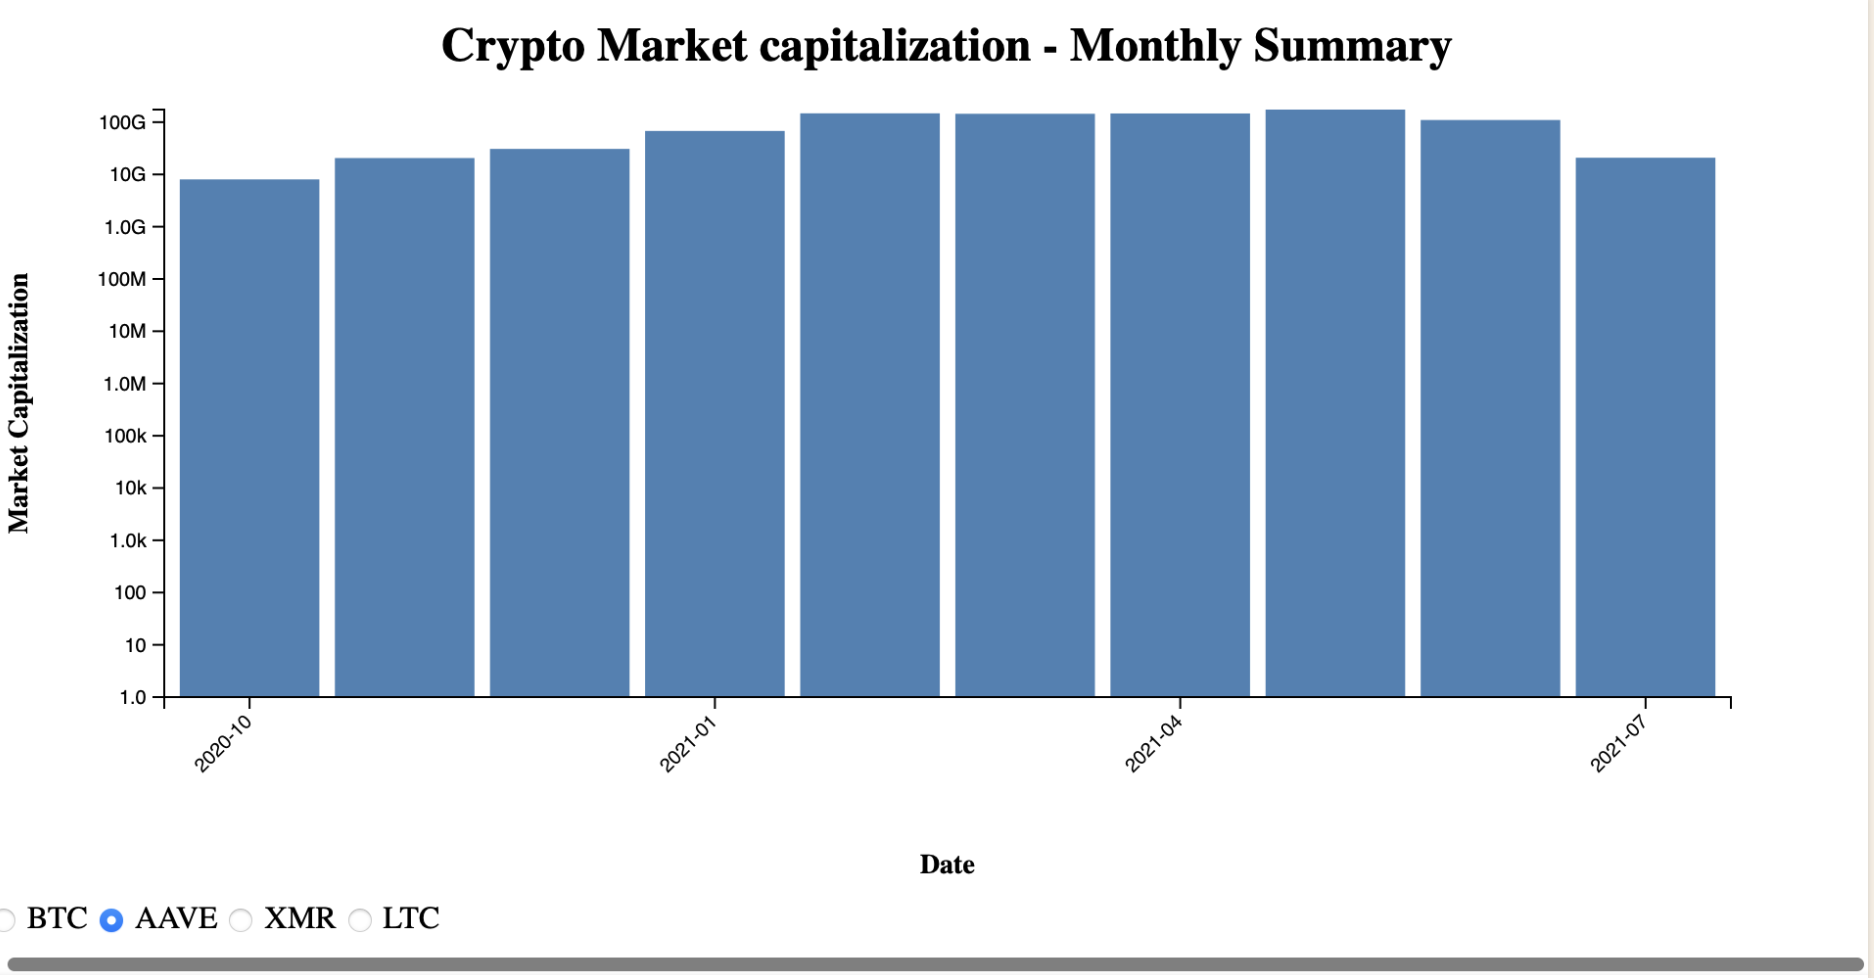 Crypto Market capitalization - Monthly Summary
Market Capitalization
100G
10G
1.0G
100M
10M
1.0M
100k
10k
1.0k
100
10
1.0
2020-10
2021-01
2021-04
2021-07
Date
BTC AAVE XMR LTC